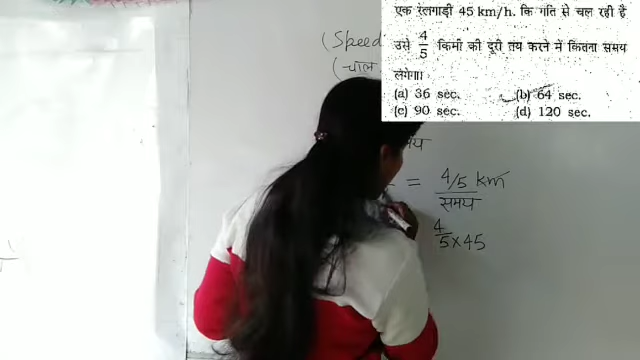 एक रेलगाड़ी 45 km/h. कि गति से चल रही है
उसे 4/5 किमी की दूरी तय करने में कितना समय
लगेगा।
(a) 36 sec. (b) 64 sec.
(c) 90 sec. (d) 120 sec.
(Speed
(चाल
= 4/5 km
समय
4/5×45